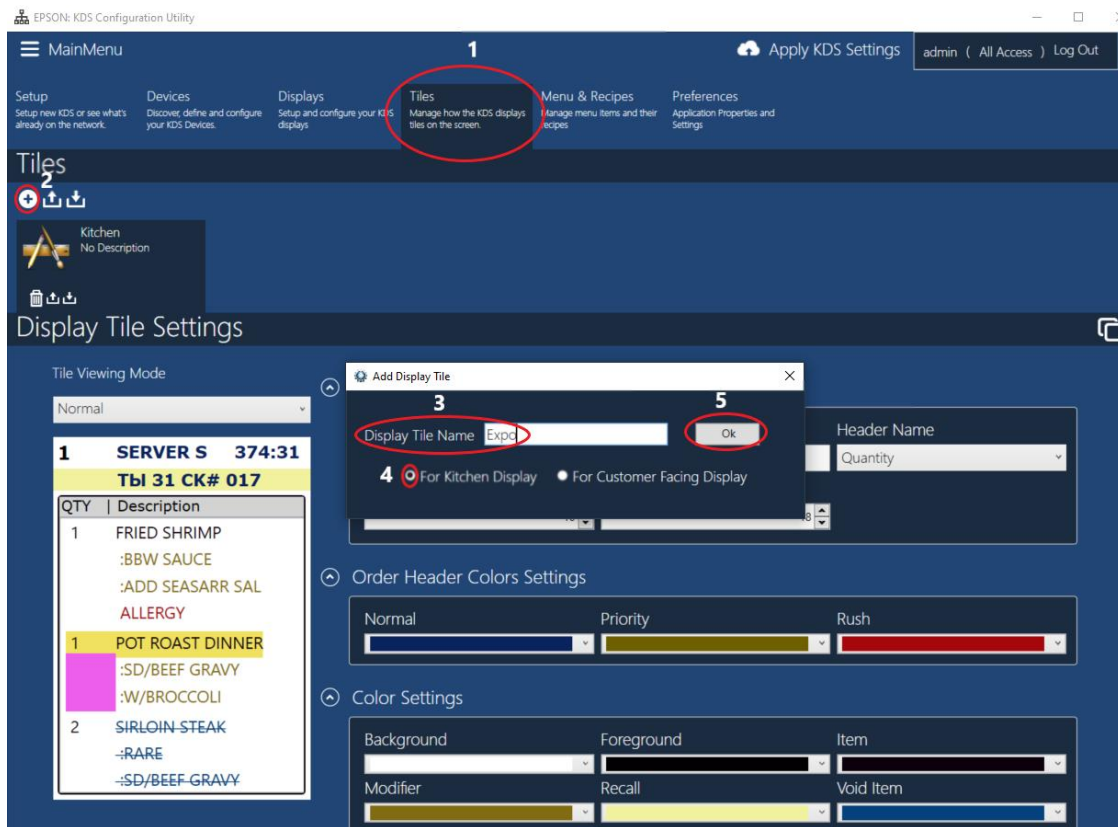 EPSON: KDS Configuration Utility
MainMenu
1
Apply KDS Settings
admin ( All Access ) Log Out
Setup
Setup new KDS or see what's
already on the network.
Devices
Discover, define and configure
your KDS Devices.
Displays
Setup and configure your KDS
displays
Tiles
Manage how the KDS displays
tiles on the screen.
Menu & Recipes
Manage menu items and their
recipes
Preferences
Application Properties and
Settings
Tiles
2
Kitchen
No Description
Display Tile Settings
Tile Viewing Mode
Normal
1 SERVER S 374:31
ТЫ 31 CK# 017
QTY | Description
1 FRIED SHRIMP
:BBW SAUCE
:ADD SEASARR SAL
ALLERGY
1 POT ROAST DINNER
:SD/BEEF GRAVY
:W/BROCCOLI
2 SIRLOIN STEAK
:RARE
:SD/BEEF GRAVY
Add Display Tile
3
5
Display Tile Name Expo
Ok
4 For Kitchen Display For Customer Facing Display
Header Name
Quantity
Order Header Colors Settings
Normal Priority Rush
Color Settings
Background Foreground Item
Modifier Recall Void Item